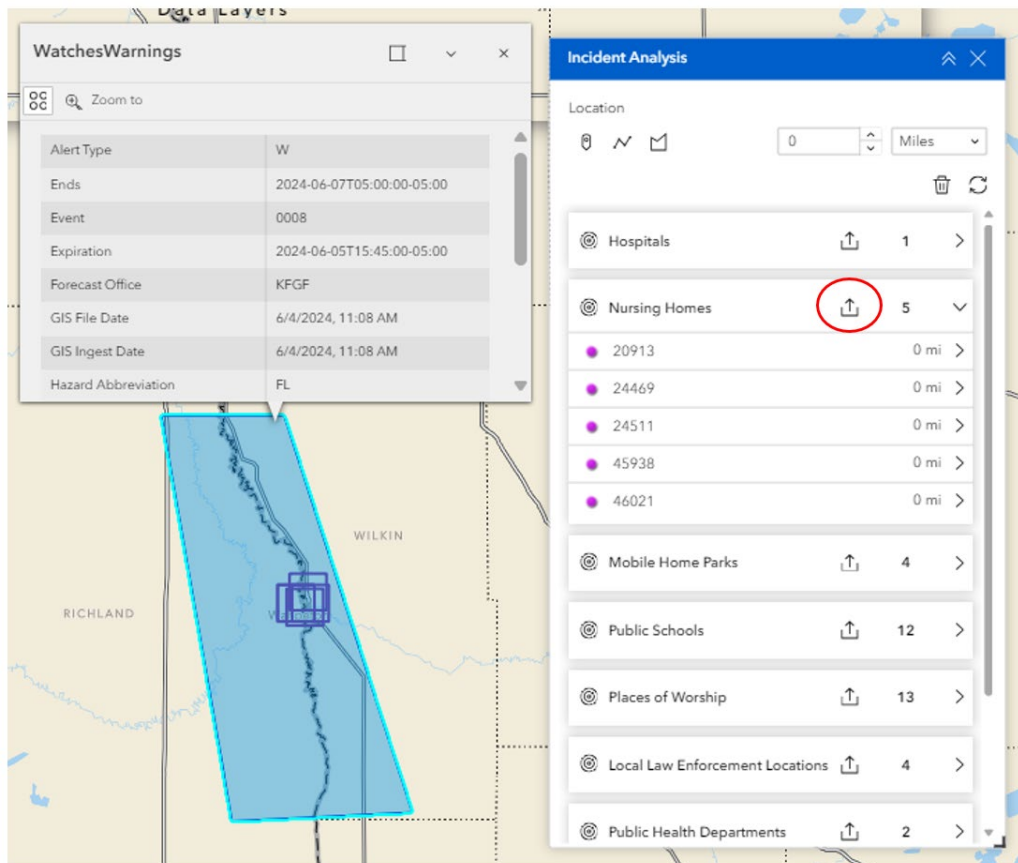 Data Layers
WatchesWarnings
Zoom to
Alert Type W
Ends 2024-06-07T05:00:00-05:00
Event 0008
Expiration 2024-06-05T15:45:00-05:00
Forecast Office KFGF
GIS File Date 6/4/2024, 11:08 AM
GIS Ingest Date 6/4/2024, 11:08 AM
Hazard Abbreviation FL
WILKIN
RICHLAND
Incident Analysis
Location
0 Miles
Hospitals 1
Nursing Homes 5
20913 0 mi
24469 0 mi
24511 0 mi
45938 0 mi
46021 0 mi
Mobile Home Parks 4
Public Schools 12
Places of Worship 13
Local Law Enforcement Locations 4
Public Health Departments 2